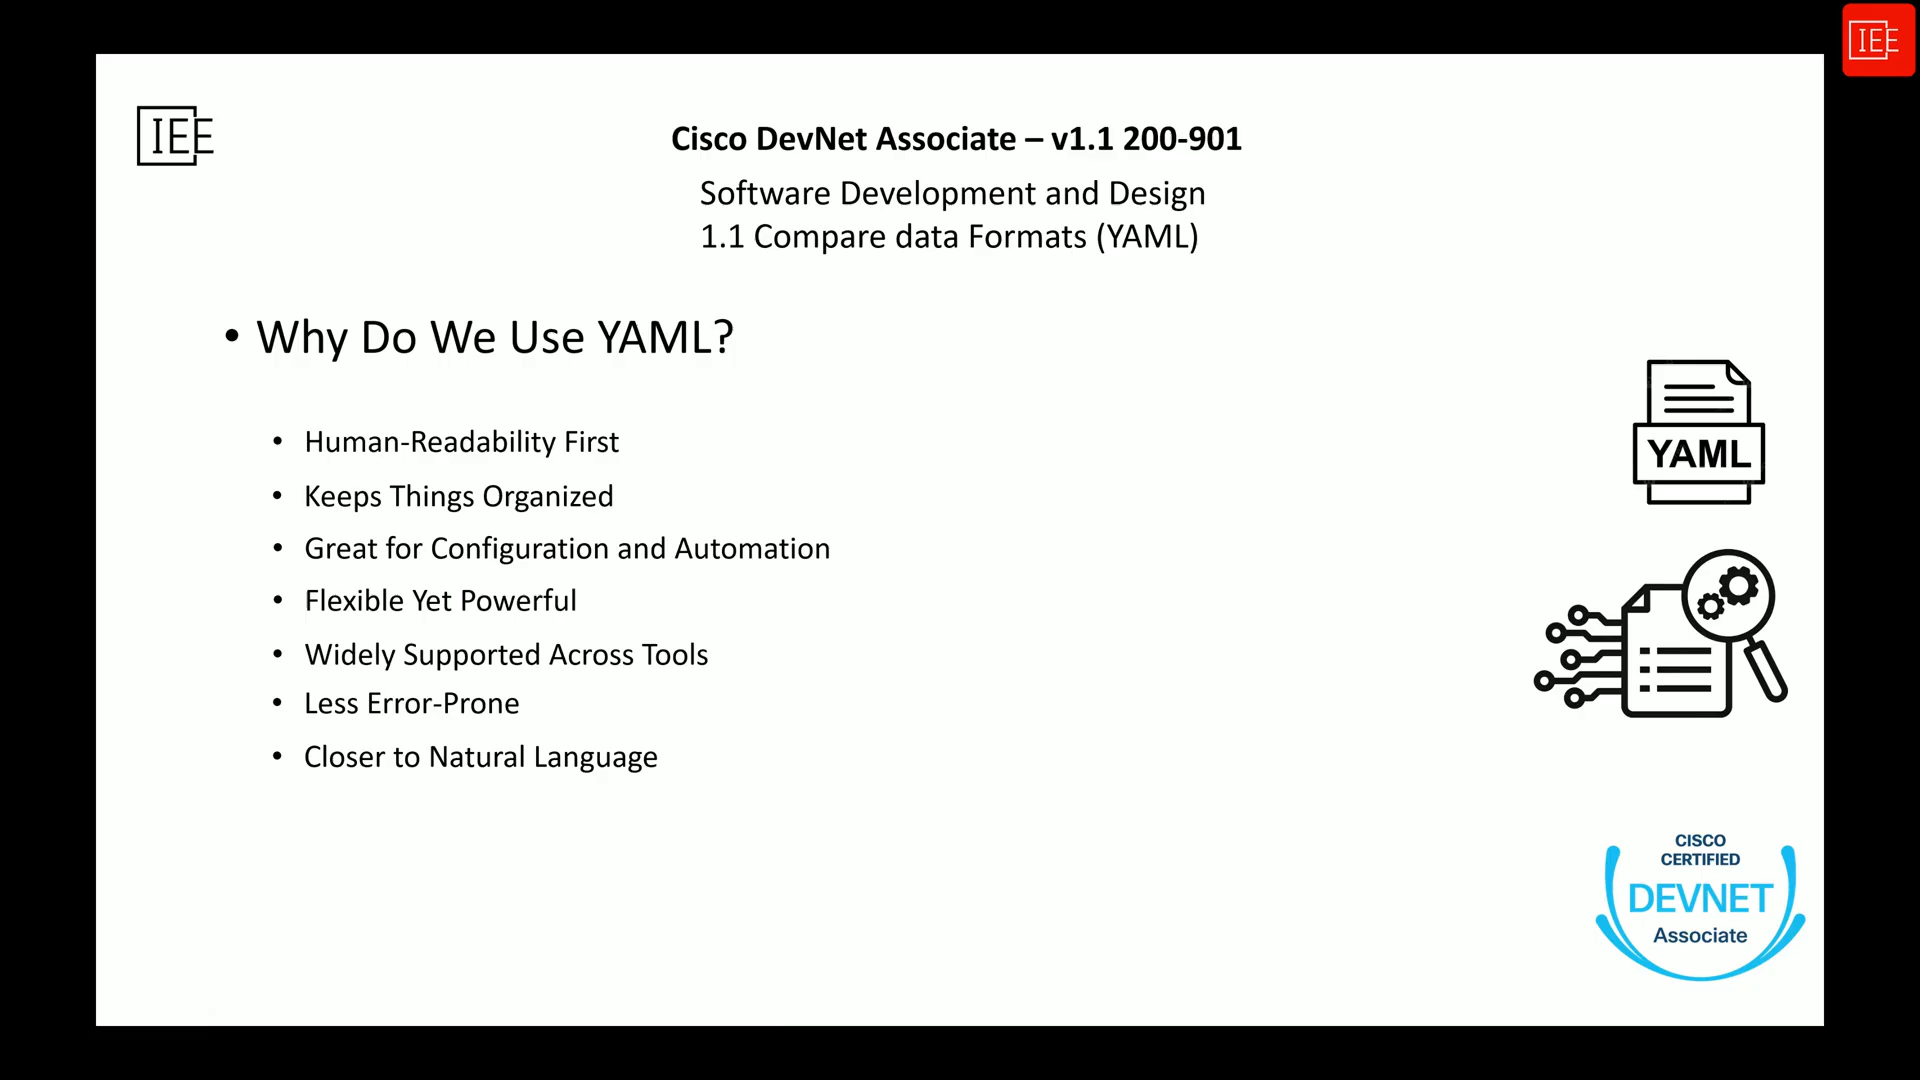 IEE
IEE
Cisco DevNet Associate – v1.1 200-901
Software Development and Design
1.1 Compare data Formats (YAML)
• Why Do We Use YAML?
• Human-Readability First
• Keeps Things Organized
• Great for Configuration and Automation
• Flexible Yet Powerful
• Widely Supported Across Tools
• Less Error-Prone
• Closer to Natural Language
YAML
CISCO
CERTIFIED
DEVNET
Associate